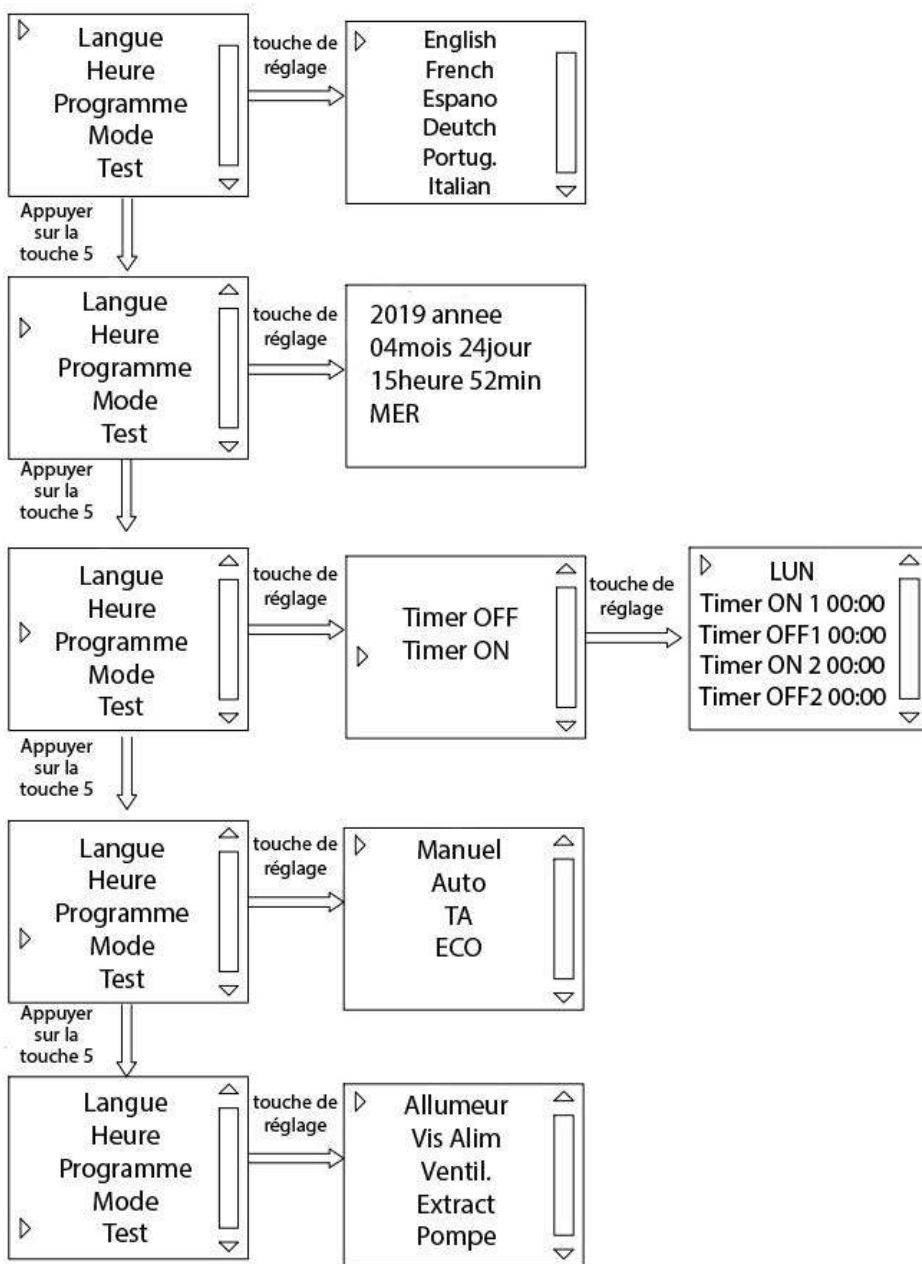 Langue
Heure
Programme
Mode
Test
touche de
réglage
English
French
Espano
Deutch
Portug.
Italian
Appuyer
sur la
touche 5
Langue
Heure
Programme
Mode
Test
touche de
réglage
2019 annee
04mois 24jour
15heure 52min
MER
Appuyer
sur la
touche 5
Langue
Heure
Programme
Mode
Test
touche de
réglage
Timer OFF
Timer ON
touche de
réglage
LUN
Timer ON 1 00:00
Timer OFF1 00:00
Timer ON 2 00:00
Timer OFF2 00:00
Appuyer
sur la
touche 5
Langue
Heure
Programme
Mode
Test
touche de
réglage
Manuel
Auto
TA
ECO
Appuyer
sur la
touche 5
Langue
Heure
Programme
Mode
Test
touche de
réglage
Allumeur
Vis Alim
Ventil.
Extract
Pompe